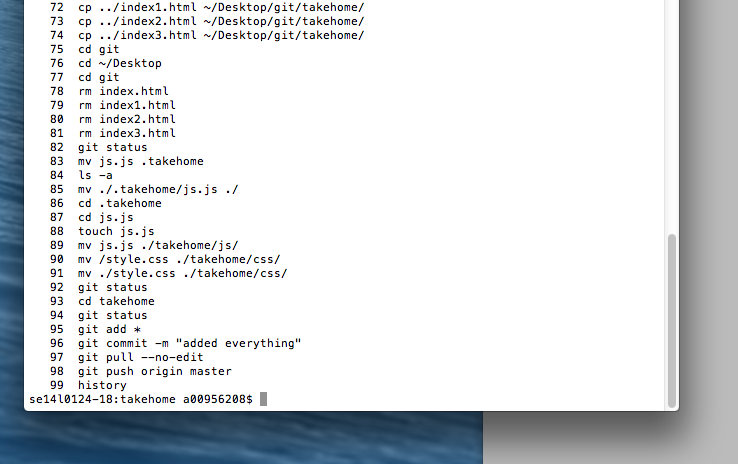 72 cp ../index1.html ~/Desktop/git/takehome/
73 cp ../index2.html ~/Desktop/git/takehome/
74 cp ../index3.html ~/Desktop/git/takehome/
75 cd git
76 cd ~/Desktop
77 cd git
78 rm index.html
79 rm index1.html
80 rm index2.html
81 rm index3.html
82 git status
83 mv js.js .takehome
84 ls -a
85 mv ./.takehome/js.js ./
86 cd .takehome
87 cd js.js
88 touch js.js
89 mv js.js ./takehome/js/
90 mv /style.css ./takehome/css/
91 mv ./style.css ./takehome/css/
92 git status
93 cd takehome
94 git status
95 git add *
96 git commit -m "added everything"
97 git pull --no-edit
98 git push origin master
99 history
se14l0124-18:takehome a00956208$